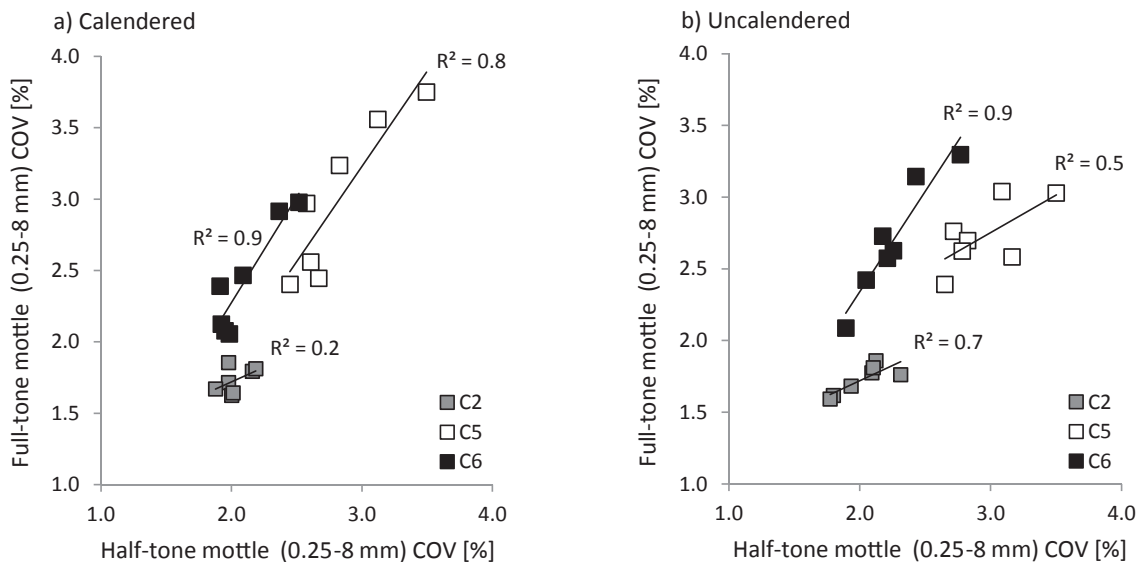 a) Calendered
Full-tone mottle (0.25-8 mm) COV [%]
4.0
3.5
3.0
2.5
2.0
1.5
1.0
R² = 0.8
R² = 0.9
R² = 0.2
C2
C5
C6
1.0 2.0 3.0 4.0
Half-tone mottle (0.25-8 mm) COV [%]
b) Uncalendered
Full-tone mottle (0.25-8 mm) COV [%]
4.0
3.5
3.0
2.5
2.0
1.5
1.0
R² = 0.9
R² = 0.5
R² = 0.7
C2
C5
C6
1.0 2.0 3.0 4.0
Half-tone mottle (0.25-8 mm) COV [%]